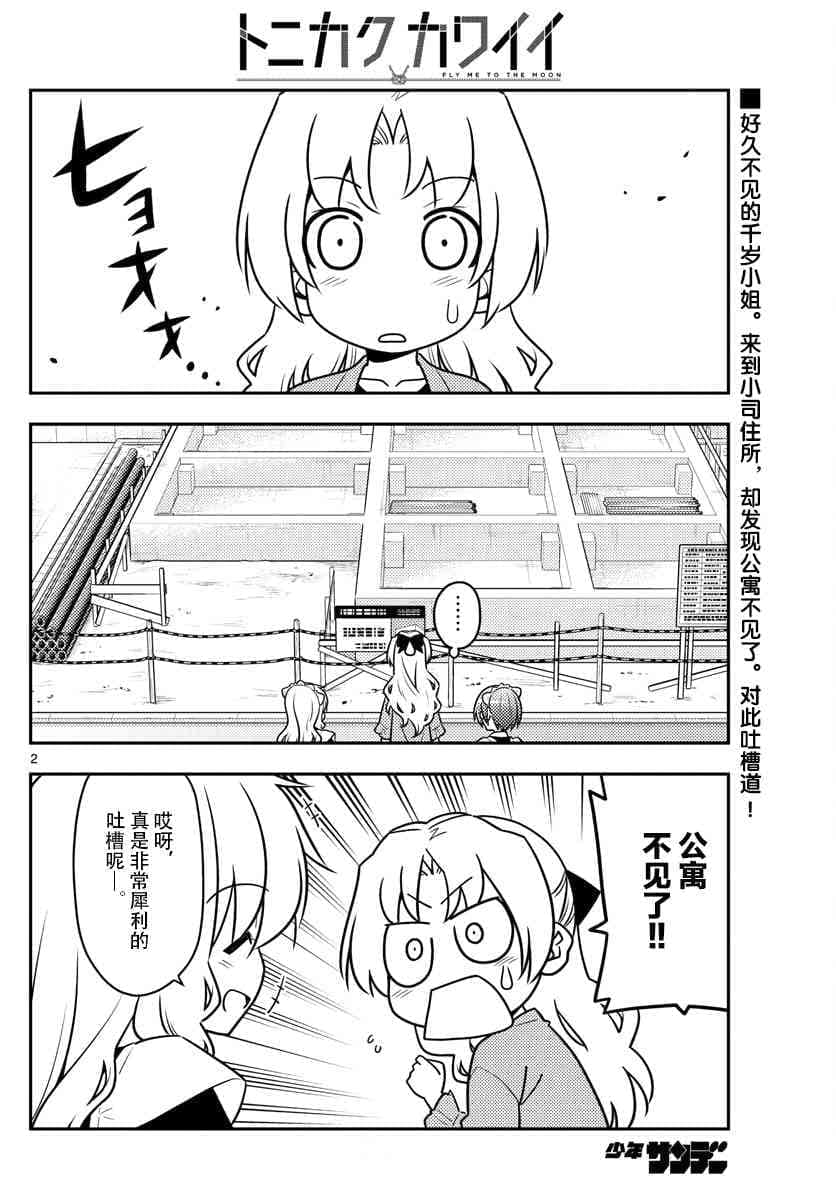 トニカクカワイイ
FLY ME TO THE MOON
■好久不见的千岁小姐。来到小司住所，却发现公寓不见了。对此吐槽道！
ヒョオオ…
………
2
公寓
不见了!!
哎呀，
真是非常犀利的
吐槽呢—。
少年サンデー